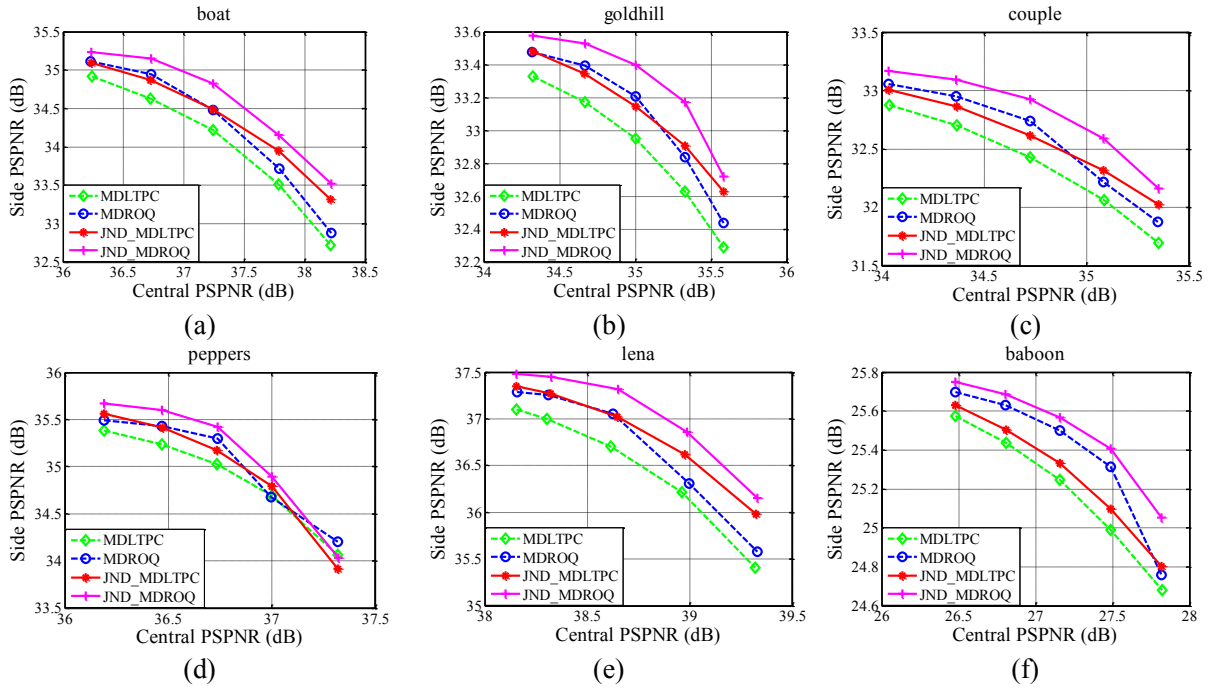 boat
Side PSPNR (dB)
35.5
35
34.5
34
33.5
33
32.5
MDLTPC
MDROQ
JND_MDLTPC
JND_MDROQ
36 36.5 37 37.5 38 38.5
Central PSPNR (dB)
(a)
goldhill
Side PSPNR (dB)
33.6
33.4
33.2
33
32.8
32.6
32.4
32.2
MDLTPC
MDROQ
JND_MDLTPC
JND_MDROQ
34 34.5 35 35.5 36
Central PSPNR (dB)
(b)
couple
Side PSPNR (dB)
33.5
33
32.5
32
31.5
MDLTPC
MDROQ
JND_MDLTPC
JND_MDROQ
34 34.5 35 35.5
Central PSPNR (dB)
(c)
peppers
Side PSPNR (dB)
36
35.5
35
34.5
34
33.5
MDLTPC
MDROQ
JND_MDLTPC
JND_MDROQ
36 36.5 37 37.5
Central PSPNR (dB)
(d)
lena
Side PSPNR (dB)
37.5
37
36.5
36
35.5
35
MDLTPC
MDROQ
JND_MDLTPC
JND_MDROQ
38 38.5 39 39.5
Central PSPNR (dB)
(e)
baboon
Side PSPNR (dB)
25.8
25.6
25.4
25.2
25
24.8
24.6
MDLTPC
MDROQ
JND_MDLTPC
JND_MDROQ
26 26.5 27 27.5 28
Central PSPNR (dB)
(f)